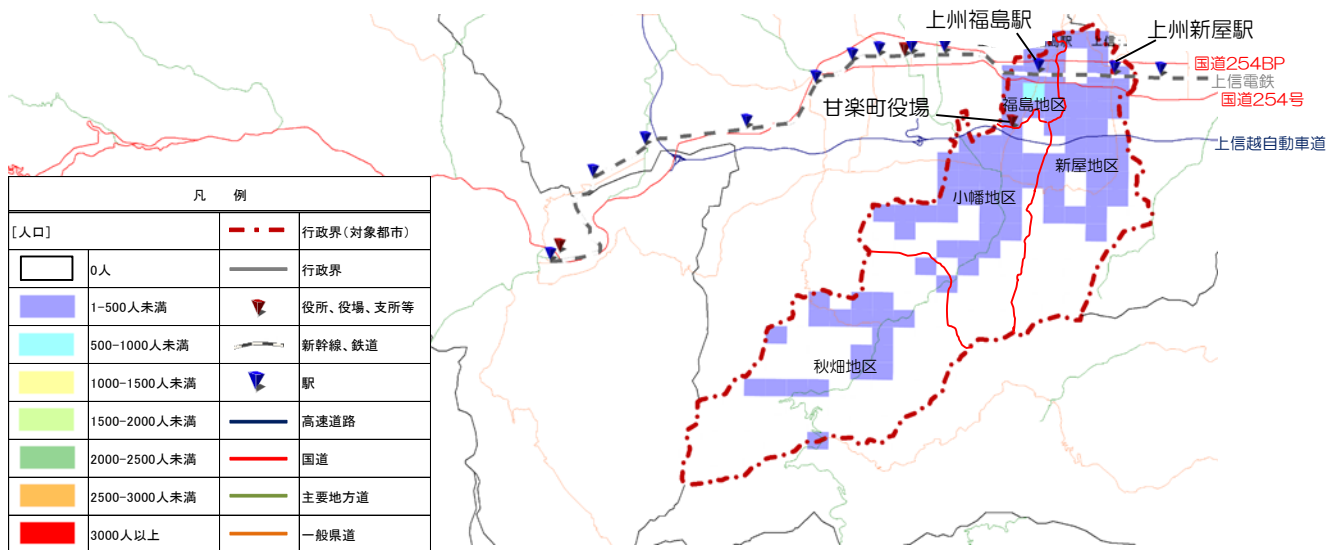 上州福島駅
上州新屋駅
国道254BP
上信電鉄
国道254号
福島地区
甘楽町役場
上信越自動車道
新屋地区
小幡地区
秋畑地区
凡 例
[人口]
行政界(対象都市)
0人
行政界
1-500人未満
役所、役場、支所等
500-1000人未満
新幹線、鉄道
1000-1500人未満
駅
1500-2000人未満
高速道路
2000-2500人未満
国道
2500-3000人未満
主要地方道
3000人以上
一般県道